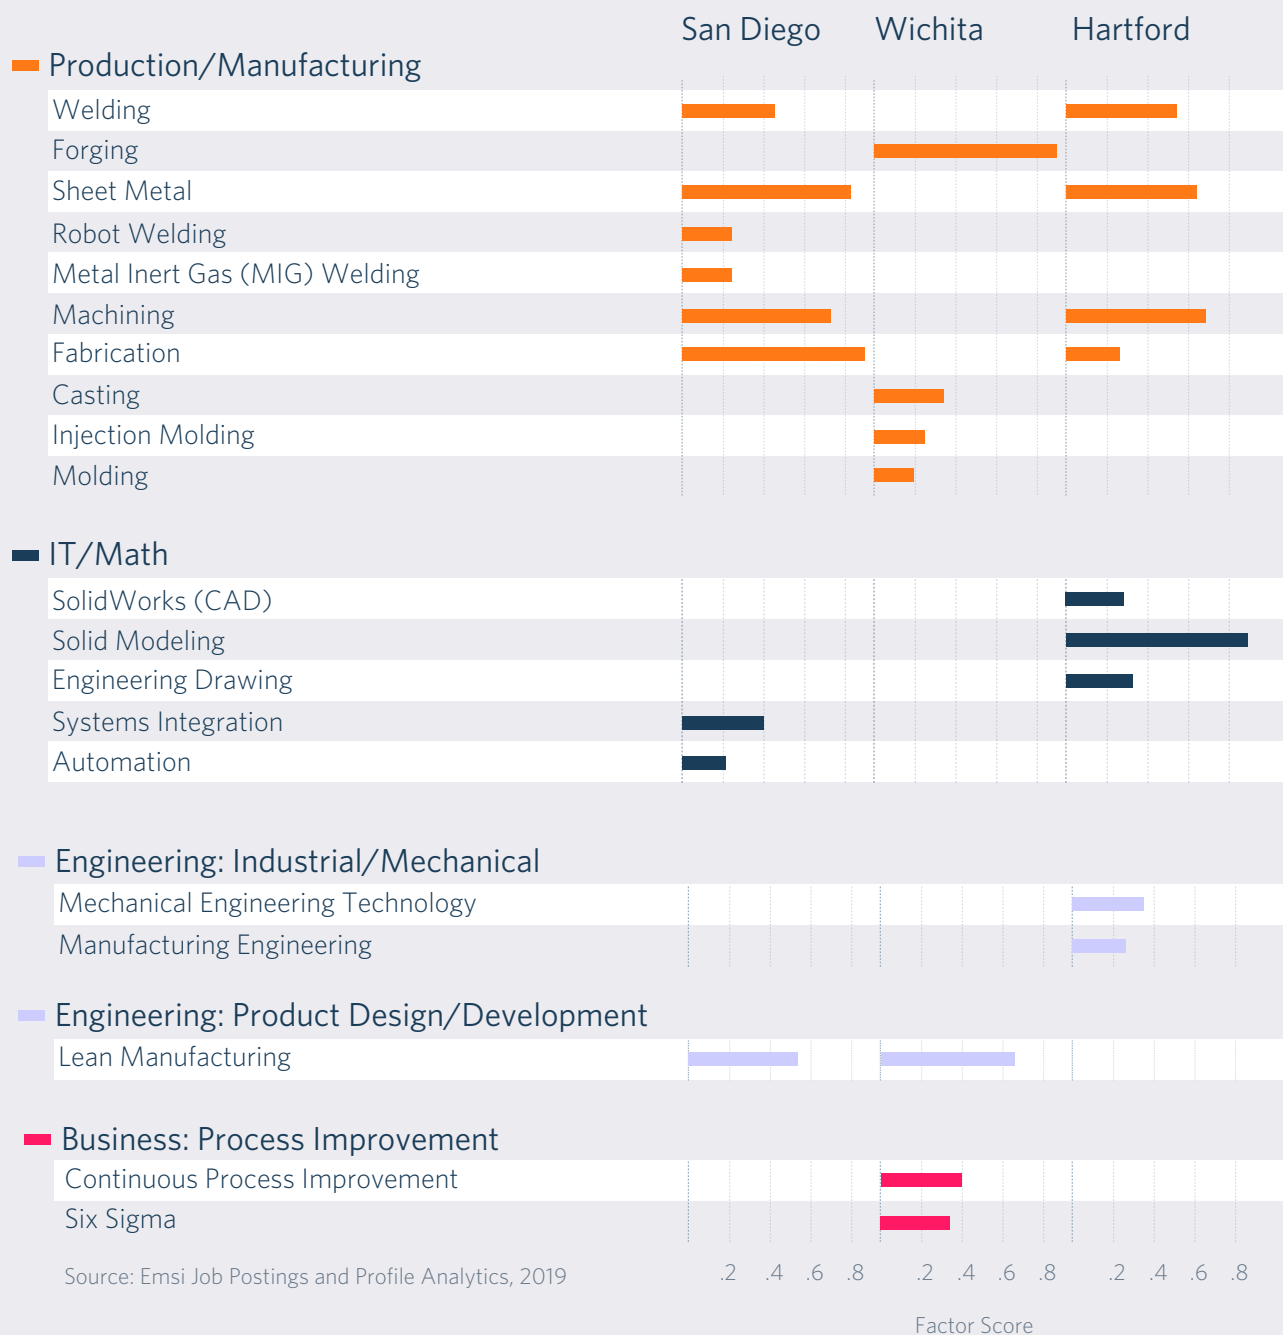 San Diego Wichita Hartford
Production/Manufacturing
Welding
Forging
Sheet Metal
Robot Welding
Metal Inert Gas (MIG) Welding
Machining
Fabrication
Casting
Injection Molding
Molding
IT/Math
SolidWorks (CAD)
Solid Modeling
Engineering Drawing
Systems Integration
Automation
Engineering: Industrial/Mechanical
Mechanical Engineering Technology
Manufacturing Engineering
Engineering: Product Design/Development
Lean Manufacturing
Business: Process Improvement
Continuous Process Improvement
Six Sigma
Source: Emsi Job Postings and Profile Analytics, 2019 .2 .4 .6 .8 .2 .4 .6 .8 .2 .4 .6 .8
Factor Score